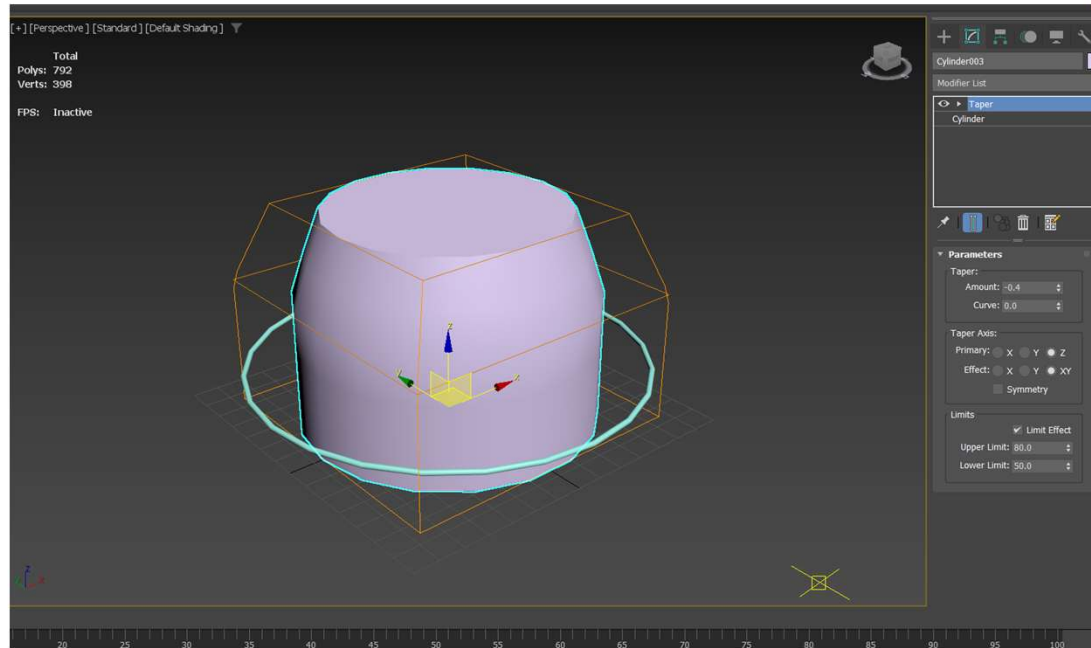 [+] [Perspective] [Standard] [Default Shading]
Total
Polys: 792
Verts: 398
FPS: Inactive
z
y
x
z
x
20 25 30 35 40 45 50 55 60 65 70 75 80 85 90 95 100
Cylinder003
Modifier List
Taper
Cylinder
Parameters
Taper:
Amount: -0.4
Curve: 0.0
Taper Axis:
Primary: X Y Z
Effect: X Y XY
Symmetry
Limits
Limit Effect
Upper Limit: 80.0
Lower Limit: 50.0